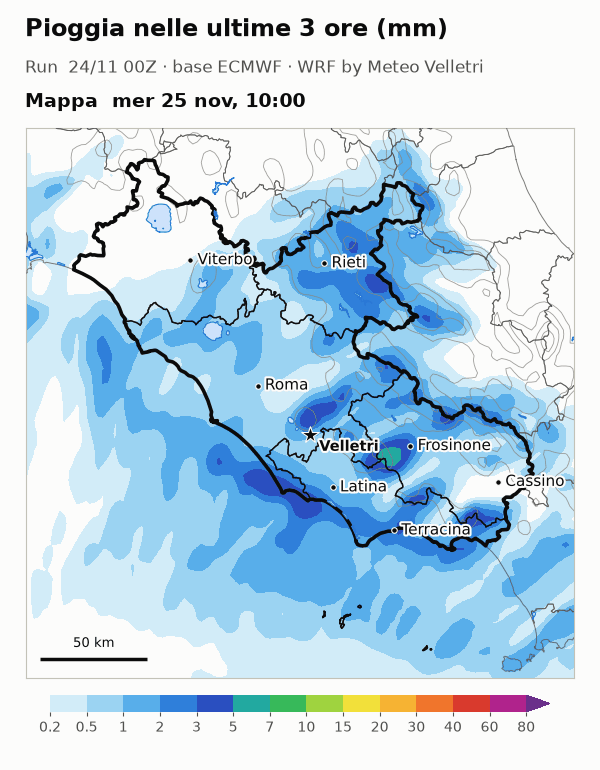 Pioggia nelle ultime 3 ore (mm)
Run  24/11 00Z · base ECMWF · WRF by Meteo Velletri
Mappa  mer 25 nov, 10:00
Viterbo
Rieti
Roma
Velletri
Frosinone
Cassino
Latina
Terracina
50 km
0.2 0.5 1 2 3 5 7 10 15 20 30 40 60 80